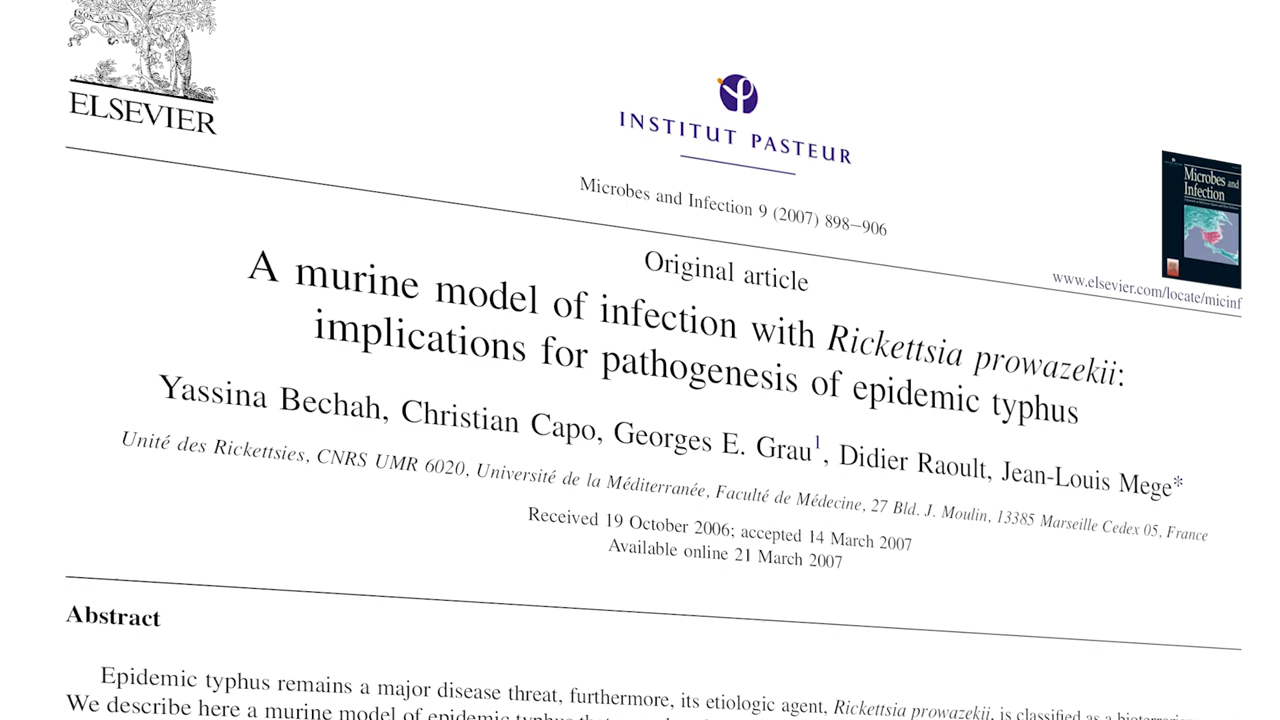 ELSEVIER
INSTITUT PASTEUR
Microbes and Infection 9 (2007) 898–906
Microbes and
Infection
www.elsevier.com/locate/micinf
Original article
A murine model of infection with Rickettsia prowazekii:
implications for pathogenesis of epidemic typhus
Yassina Bechah, Christian Capo, Georges E. Grau1, Didier Raoult, Jean-Louis Mege*
Unité des Rickettsies, CNRS UMR 6020, Université de la Méditerranée, Faculté de Médecine, 27 Bld. J. Moulin, 13385 Marseille Cedex 05, France
Received 19 October 2006; accepted 14 March 2007
Available online 21 March 2007
Abstract
Epidemic typhus remains a major disease threat, furthermore, its etiologic agent, Rickettsia prowazekii, is classified as a
We describe here a murine model of epidemic